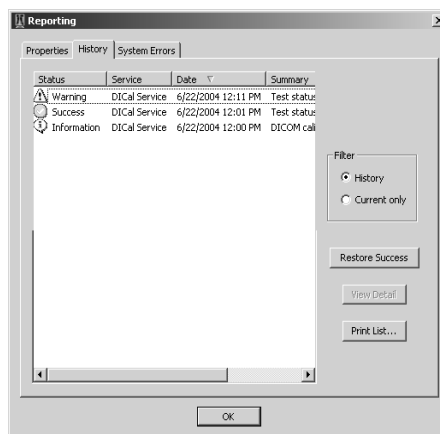 Reporting
Properties History System Errors
Status Service Date Summary
Warning DICal Service 6/22/2004 12:11 PM Test status
Success DICal Service 6/22/2004 12:01 PM Test status
Information DICal Service 6/22/2004 12:00 PM DICOM cali
Filter
History
Current only
Restore Success
View Detail
Print List...
OK